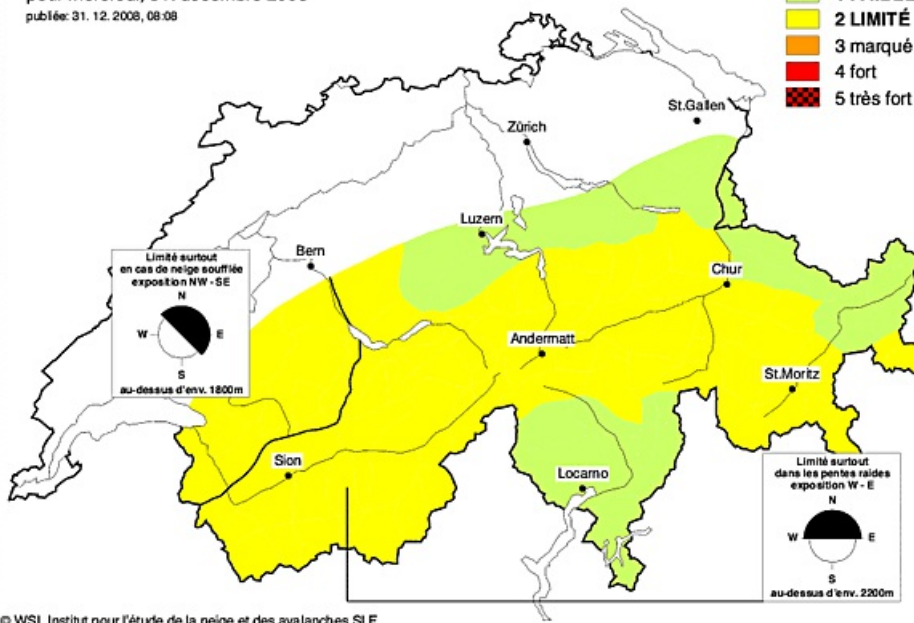 publiée: 31. 12. 2008, 08:08
2 LIMITÉ
3 marqué
4 fort
5 très fort
St.Gallen
Zürich
Luzern
Bern
Limité surtout
en cas de neige soufflée
exposition NW - SE
N
W E
S
au-dessus d'env. 1800m
Chur
Andermatt
St.Moritz
Sion
Locarno
Limité surtout
dans les pentes raides
exposition W - E
N
W E
S
au-dessus d'env. 2200m
© WSL Institut pour l'étude de la neige et des avalanches SLF